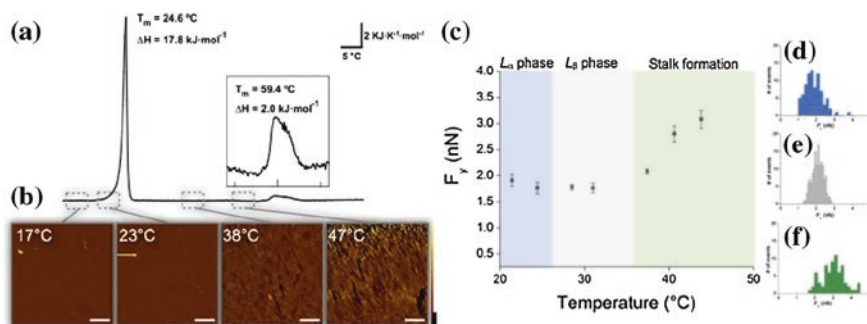 (a)
Tm = 24.6 ºC
ΔH = 17.8 kJ·mol⁻¹
2 KJ·K⁻¹·mol⁻¹
5 ºC
Tm = 59.4 ºC
ΔH = 2.0 kJ·mol⁻¹
(b)
17°C
23°C
38°C
47°C
(c)
Lα phase
Lβ phase
Stalk formation
4.0
3.5
3.0
2.5
2.0
1.5
1.0
0.5
Fy (nN)
20
30
40
50
Temperature (°C)
(d)
(e)
(f)